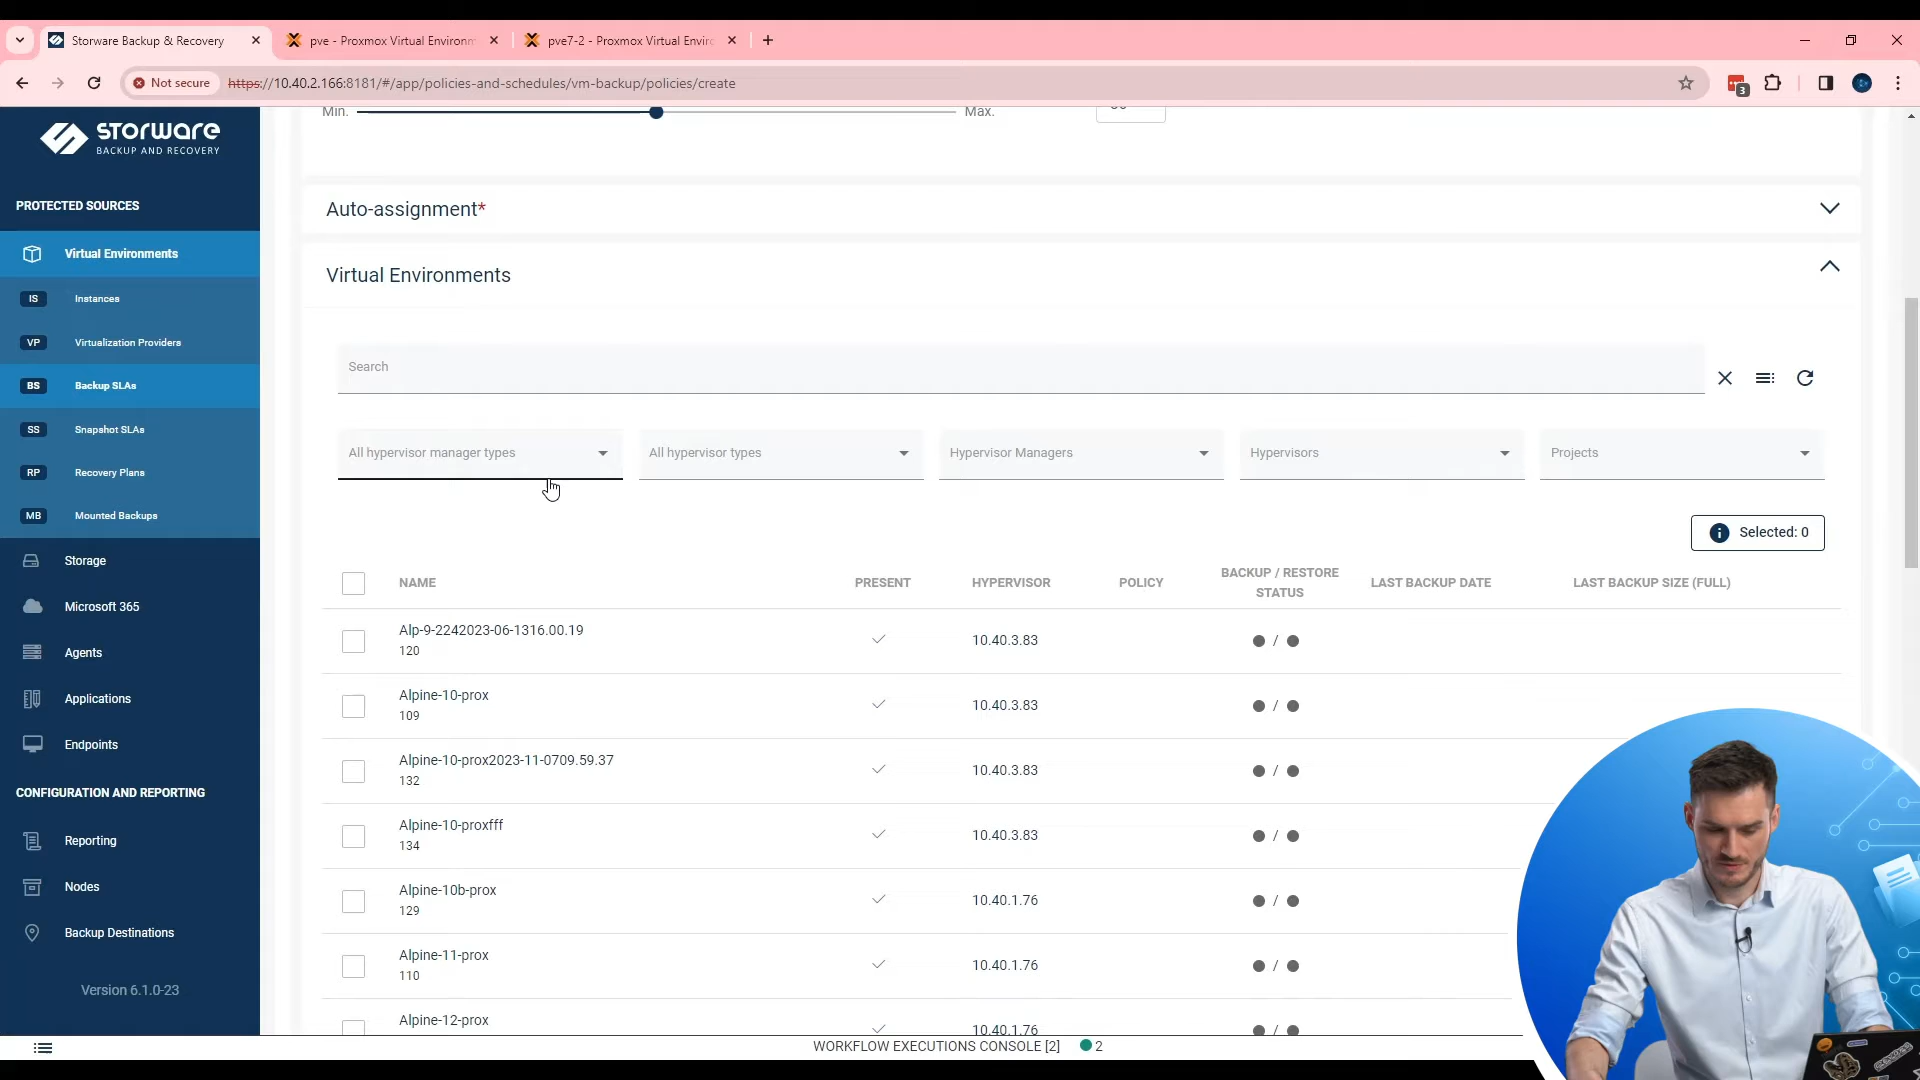 Storware Backup & Recovery
pve - Proxmox Virtual Environm
pve7-2 - Proxmox Virtual Enviro
Not secure
https://10.40.2.166:8181/#/app/policies-and-schedules/vm-backup/policies/create
3
STORWARE
BACKUP AND RECOVERY
PROTECTED SOURCES
Virtual Environments
IS Instances
VP Virtualization Providers
BS Backup SLAs
SS Snapshot SLAs
RP Recovery Plans
MB Mounted Backups
Storage
Microsoft 365
Agents
Applications
Endpoints
CONFIGURATION AND REPORTING
Reporting
Nodes
Backup Destinations
Version 6.1.0-23
Min. Max.
Auto-assignment*
Virtual Environments
Search
All hypervisor manager types All hypervisor types Hypervisor Managers Hypervisors Projects
Selected: 0
NAME PRESENT HYPERVISOR POLICY BACKUP / RESTORE STATUS LAST BACKUP DATE LAST BACKUP SIZE (FULL)
Alp-9-2242023-06-1316.00.19
120
10.40.3.83 /
Alpine-10-prox
109
10.40.3.83 /
Alpine-10-prox2023-11-0709.59.37
132
10.40.3.83 /
Alpine-10-proxfff
134
10.40.3.83 /
Alpine-10b-prox
129
10.40.1.76 /
Alpine-11-prox
110
10.40.1.76 /
Alpine-12-prox
10.40.1.76 /
WORKFLOW EXECUTIONS CONSOLE [2] 2